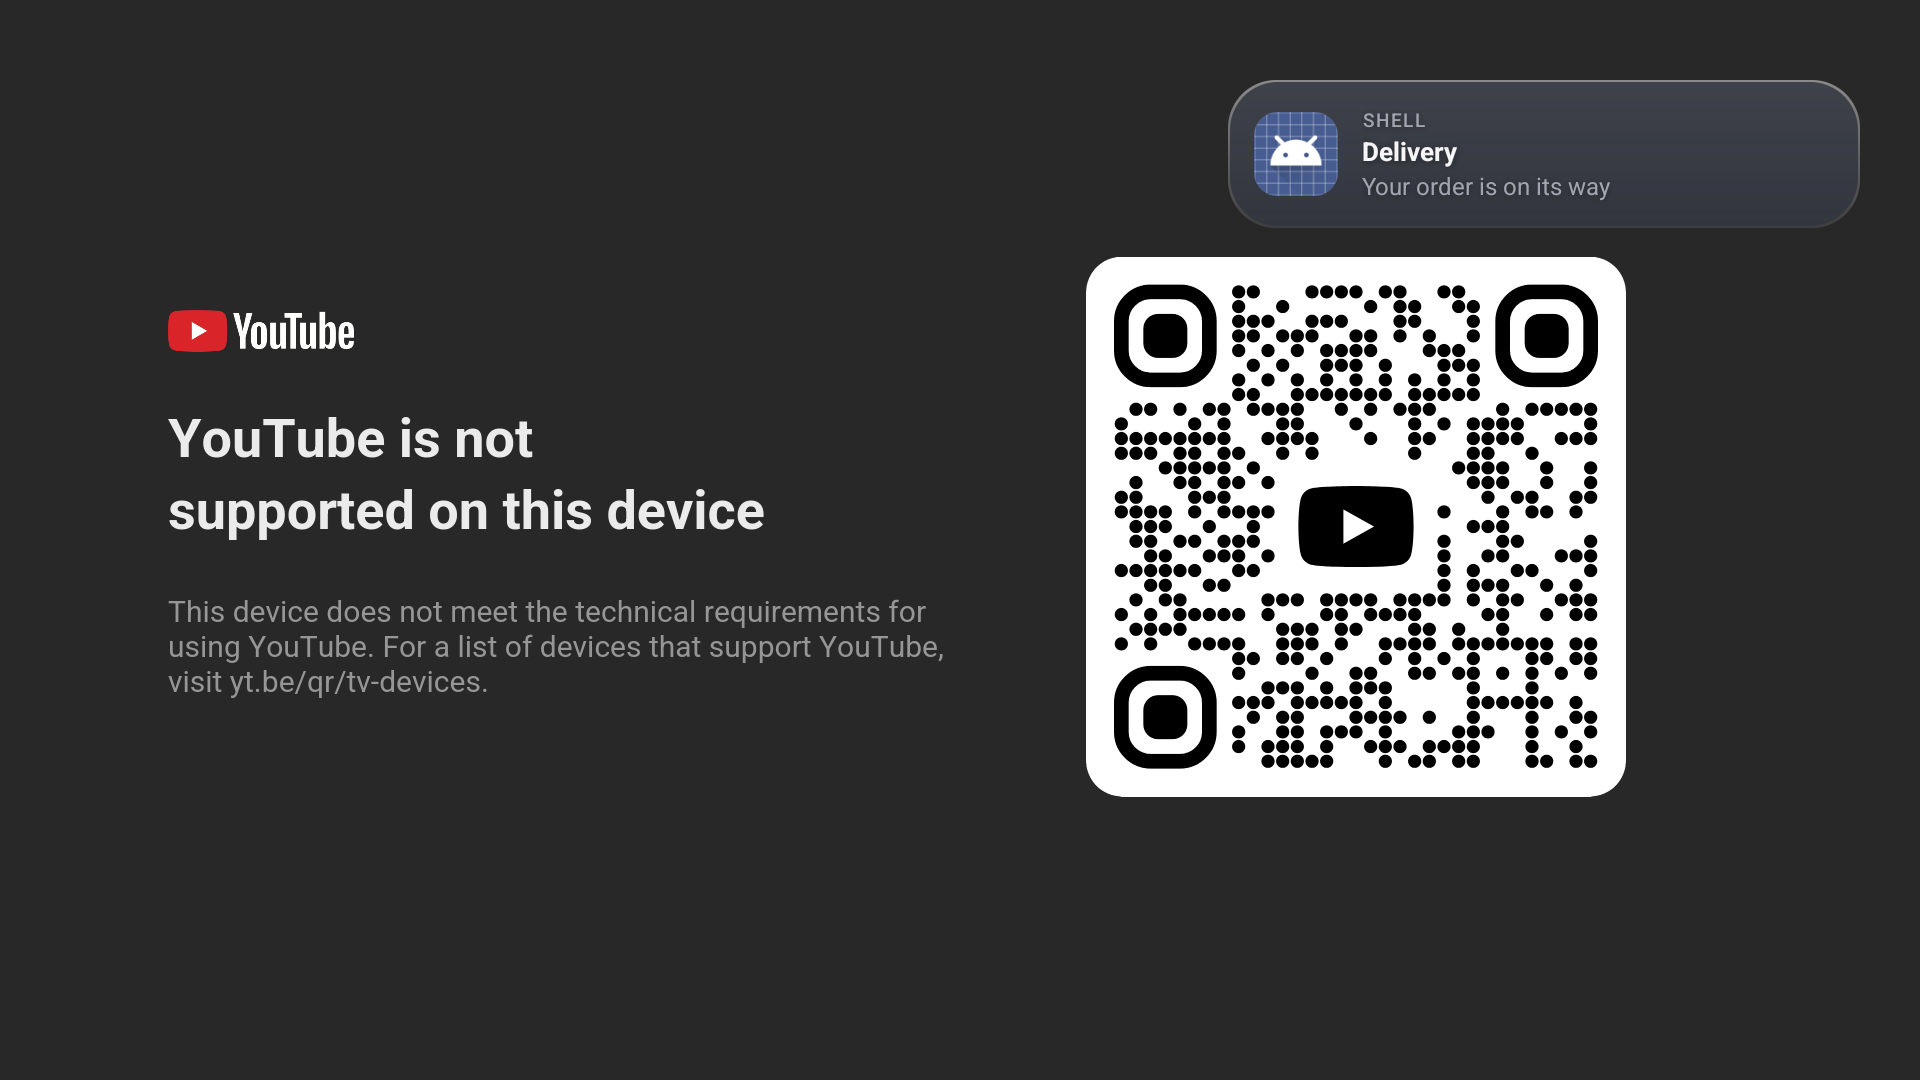 SHELL
Delivery
Your order is on its way
YouTube
YouTube is not
supported on this device
This device does not meet the technical requirements for
using YouTube. For a list of devices that support YouTube,
visit yt.be/qr/tv-devices.